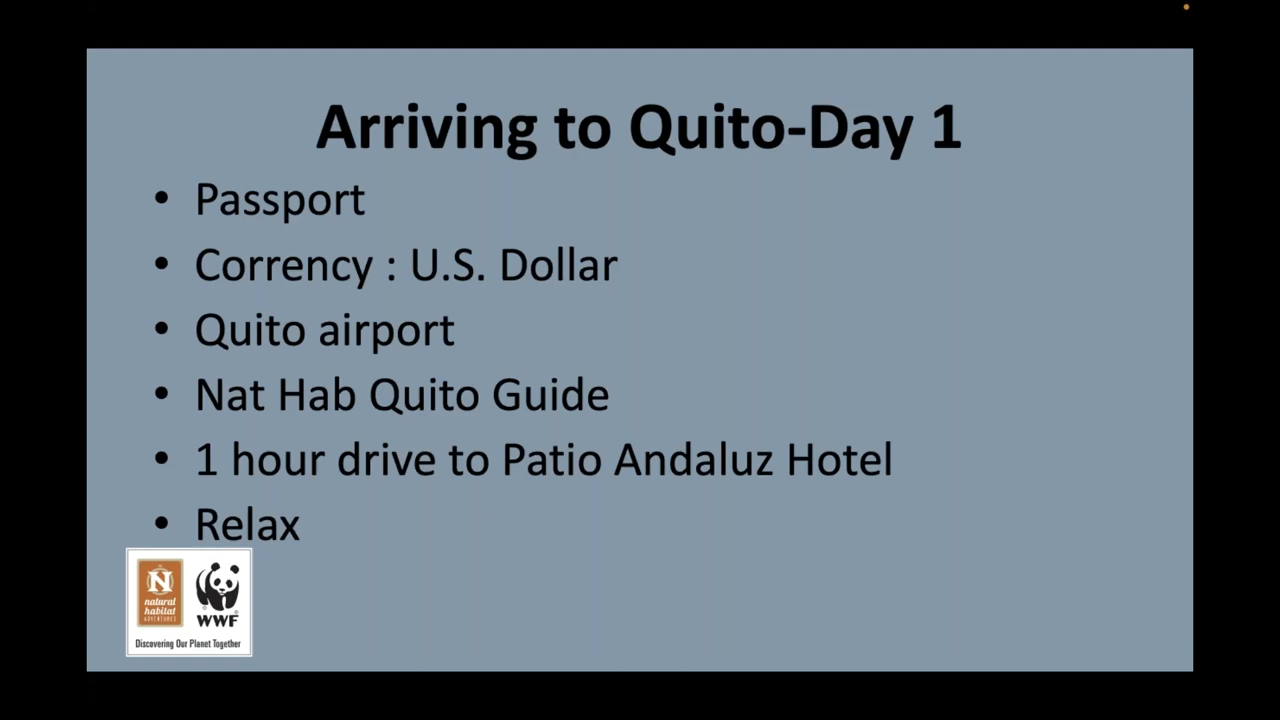 Arriving to Quito-Day 1
• Passport
• Corrency : U.S. Dollar
• Quito airport
• Nat Hab Quito Guide
• 1 hour drive to Patio Andaluz Hotel
• Relax
N
natural
habitat
ADVENTURES
WWF
Discovering Our Planet Together